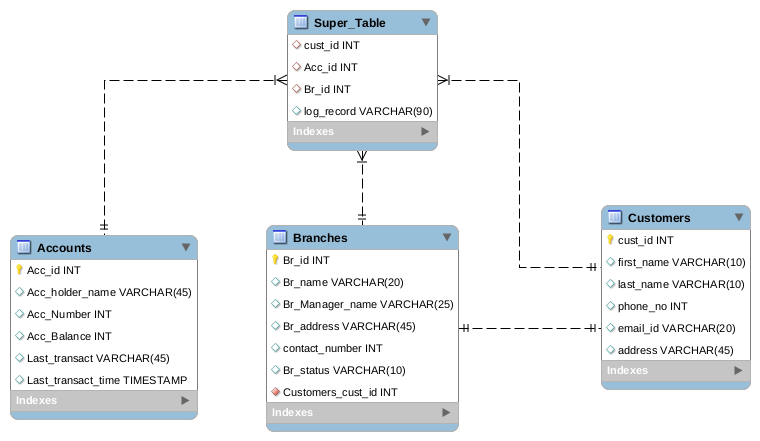 Super_Table
cust_id INT
Acc_id INT
Br_id INT
log_record VARCHAR(90)
Indexes
Accounts
Acc_id INT
Acc_holder_name VARCHAR(45)
Acc_Number INT
Acc_Balance INT
Last_transact VARCHAR(45)
Last_transact_time TIMESTAMP
Indexes
Branches
Br_id INT
Br_name VARCHAR(20)
Br_Manager_name VARCHAR(25)
Br_address VARCHAR(45)
contact_number INT
Br_status VARCHAR(10)
Customers_cust_id INT
Indexes
Customers
cust_id INT
first_name VARCHAR(10)
last_name VARCHAR(10)
phone_no INT
email_id VARCHAR(20)
address VARCHAR(45)
Indexes